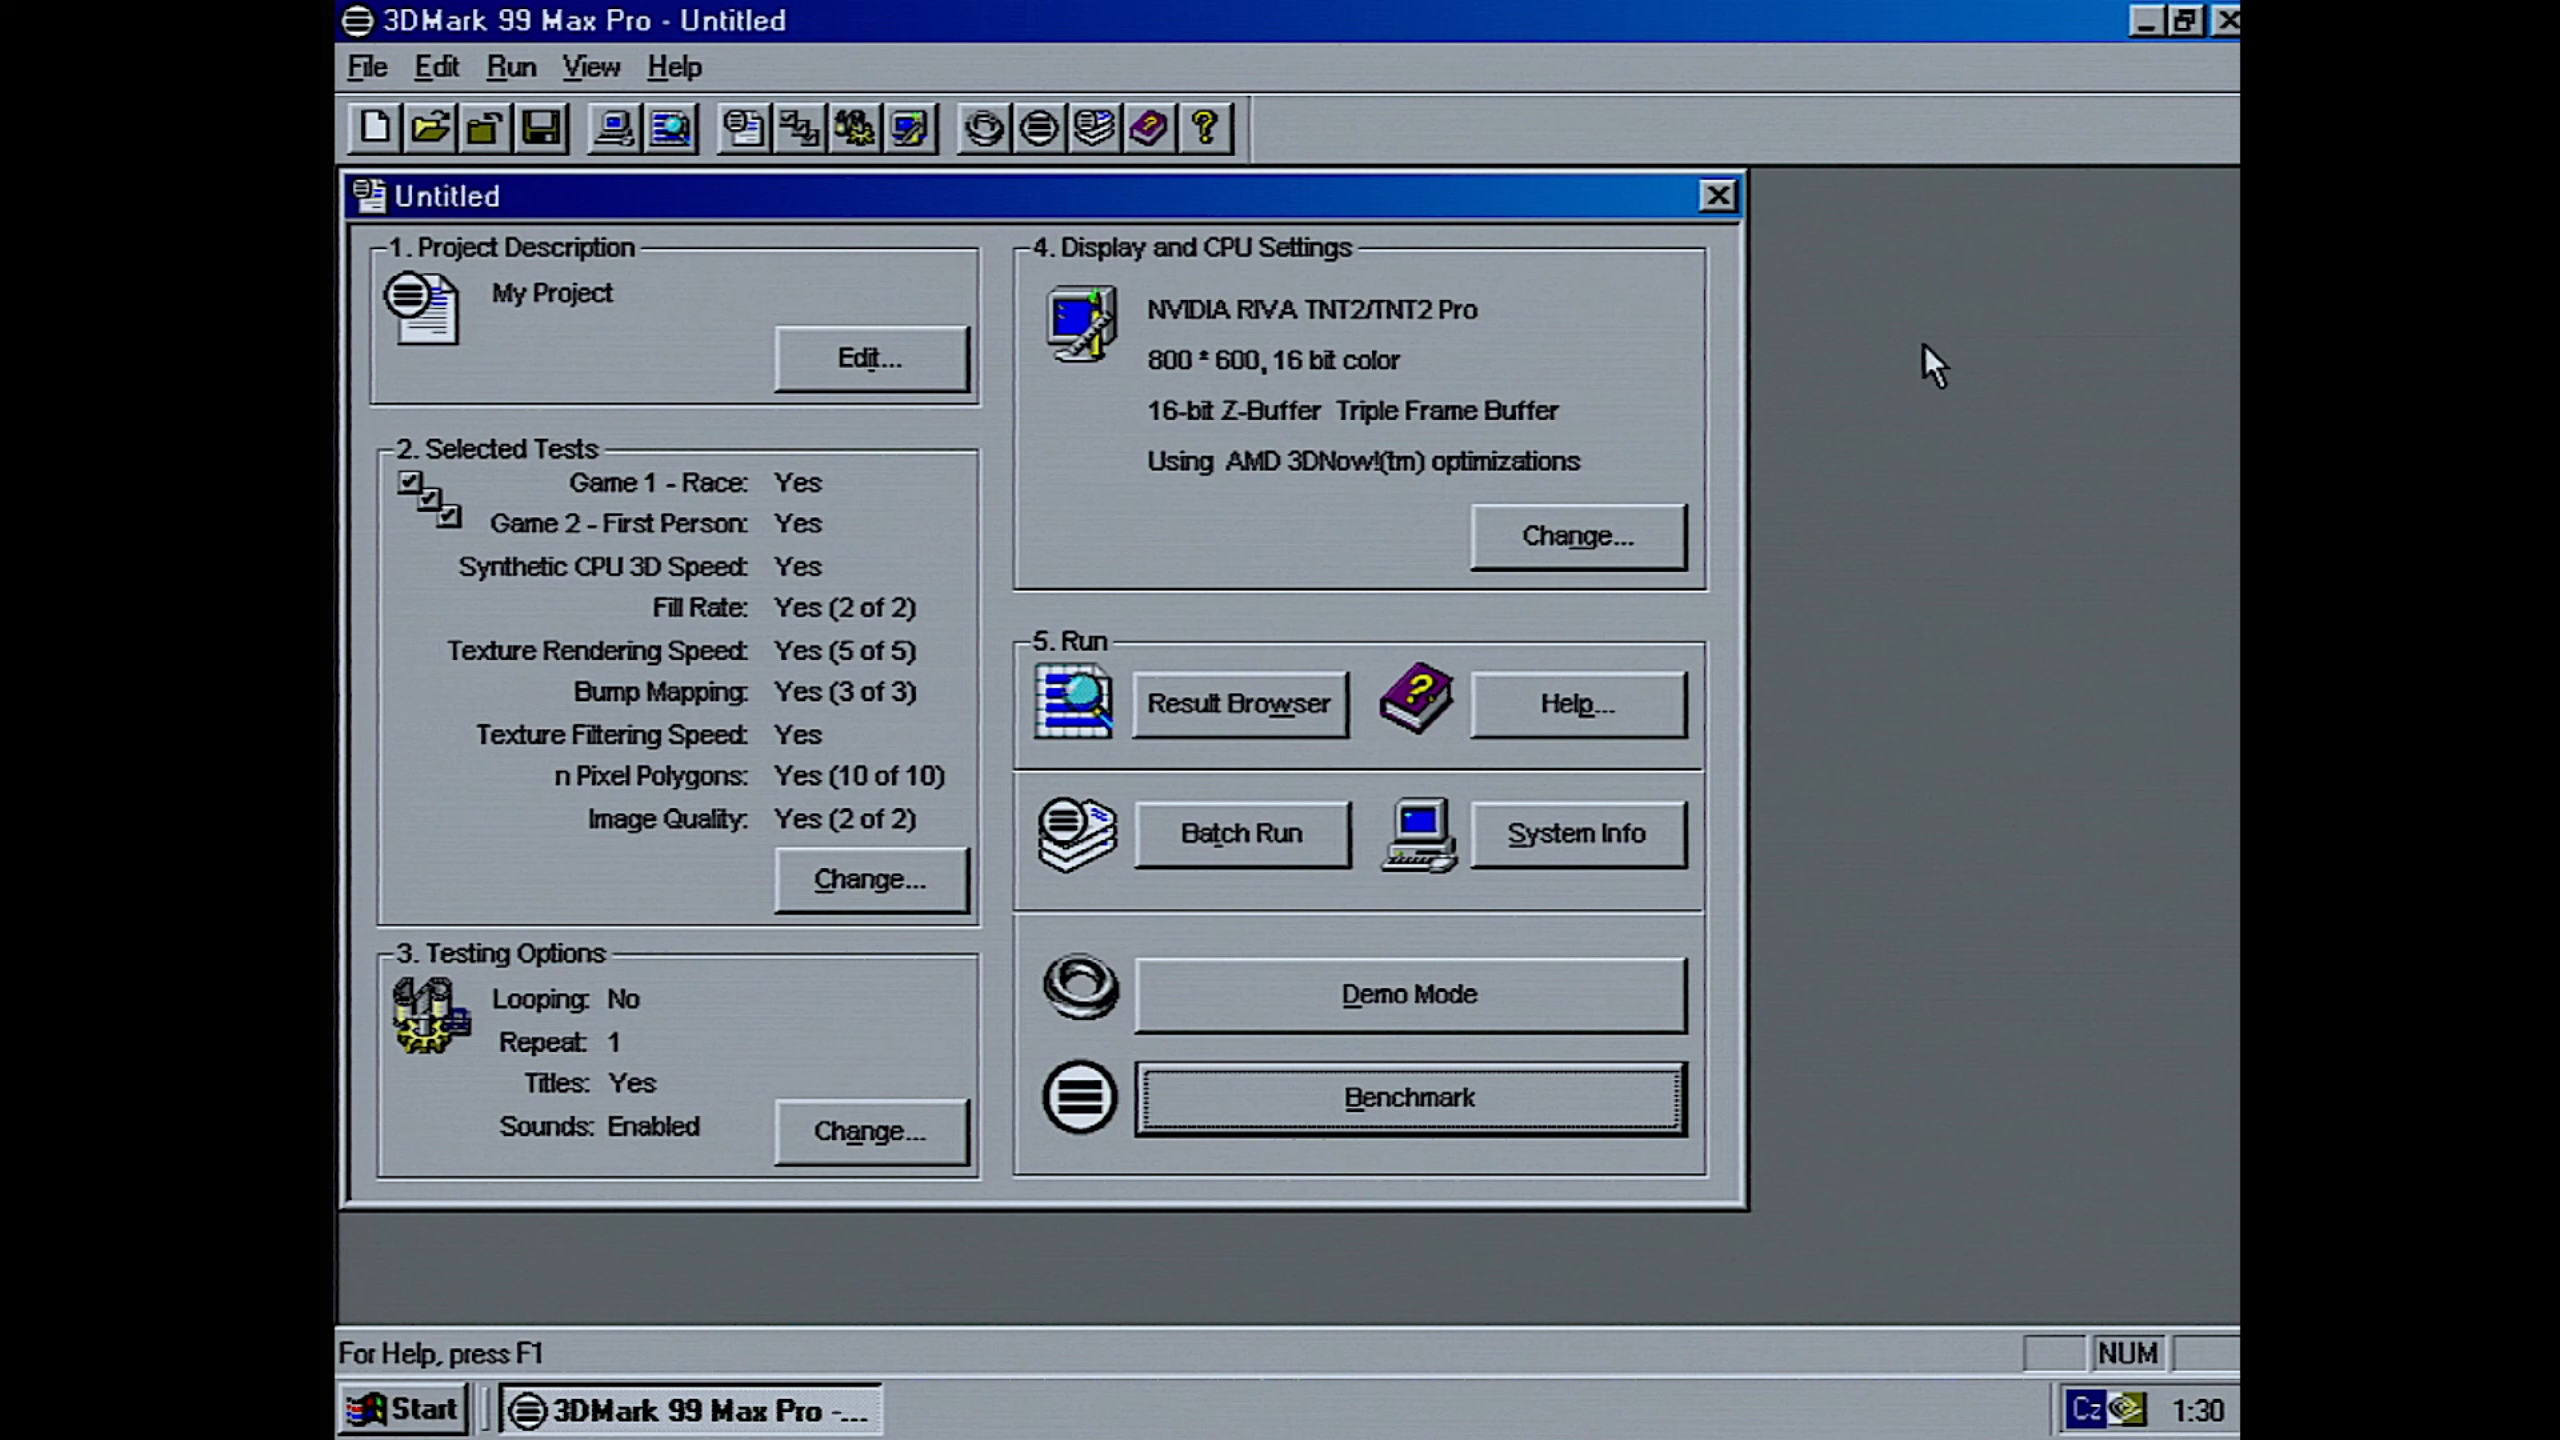 3DMark 99 Max Pro - Untitled
File Edit Run View Help
Untitled
1. Project Description
My Project
Edit...
2. Selected Tests
Game 1 - Race: Yes
Game 2 - First Person: Yes
Synthetic CPU 3D Speed: Yes
Fill Rate: Yes (2 of 2)
Texture Rendering Speed: Yes (5 of 5)
Bump Mapping: Yes (3 of 3)
Texture Filtering Speed: Yes
n Pixel Polygons: Yes (10 of 10)
Image Quality: Yes (2 of 2)
Change...
3. Testing Options
Looping: No
Repeat: 1
Titles: Yes
Sounds: Enabled
Change...
4. Display and CPU Settings
NVIDIA RIVA TNT2/TNT2 Pro
800 * 600, 16 bit color
16-bit Z-Buffer Triple Frame Buffer
Using AMD 3DNow!(tm) optimizations
Change...
5. Run
Result Browser
Help...
Batch Run
System Info
Demo Mode
Benchmark
For Help, press F1
NUM
Start
3DMark 99 Max Pro -...
Cz
1:30